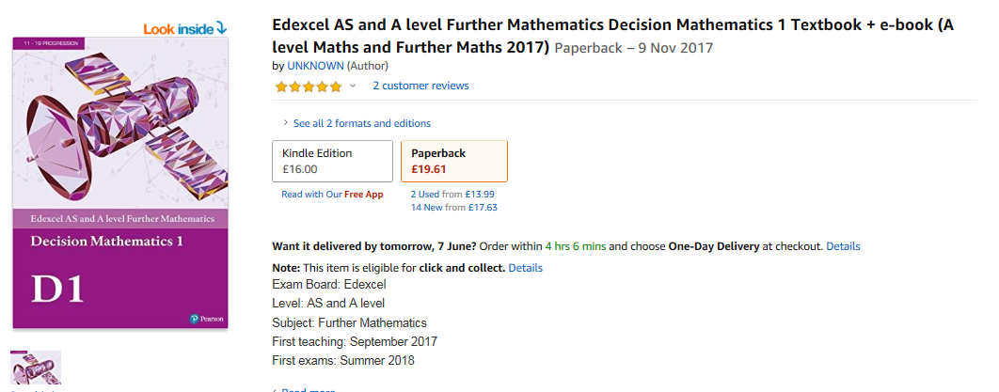 Look inside
11 - 19 PROGRESSION
Edexcel AS and A level Further Mathematics
Decision Mathematics 1
D1
Pearson
Edexcel AS and A level Further Mathematics Decision Mathematics 1 Textbook + e-book (A
level Maths and Further Maths 2017) Paperback – 9 Nov 2017
by UNKNOWN (Author)
2 customer reviews
See all 2 formats and editions
Kindle Edition
£16.00
Paperback
£19.61
Read with Our Free App
2 Used from £13.99
14 New from £17.63
Want it delivered by tomorrow, 7 June? Order within 4 hrs 6 mins and choose One-Day Delivery at checkout. Details
Note: This item is eligible for click and collect. Details
Exam Board: Edexcel
Level: AS and A level
Subject: Further Mathematics
First teaching: September 2017
First exams: Summer 2018
Read more